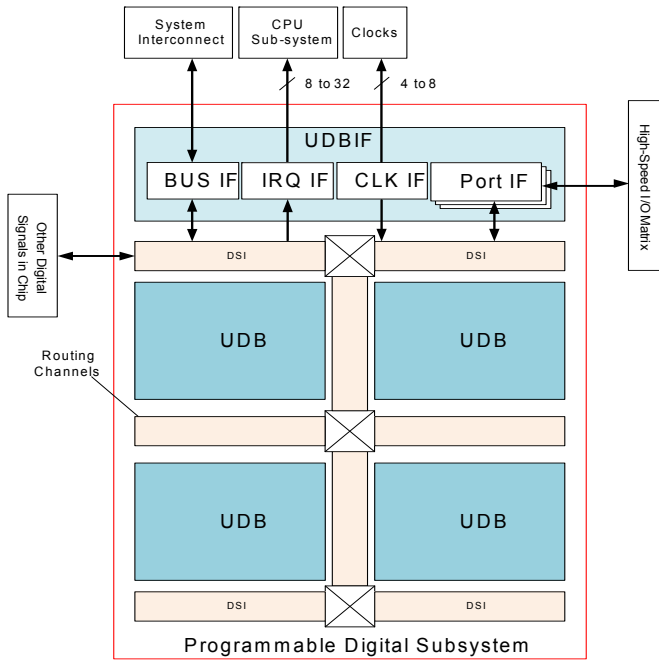 System
Interconnect
CPU
Sub-system
Clocks
8 to 32
4 to 8
High-Speed I/O Matrix
UDBIF
BUS IF
IRQ IF
CLK IF
Port IF
Other Digital
Signals in Chip
DSI
DSI
UDB
UDB
Routing
Channels
UDB
UDB
DSI
DSI
Programmable Digital Subsystem